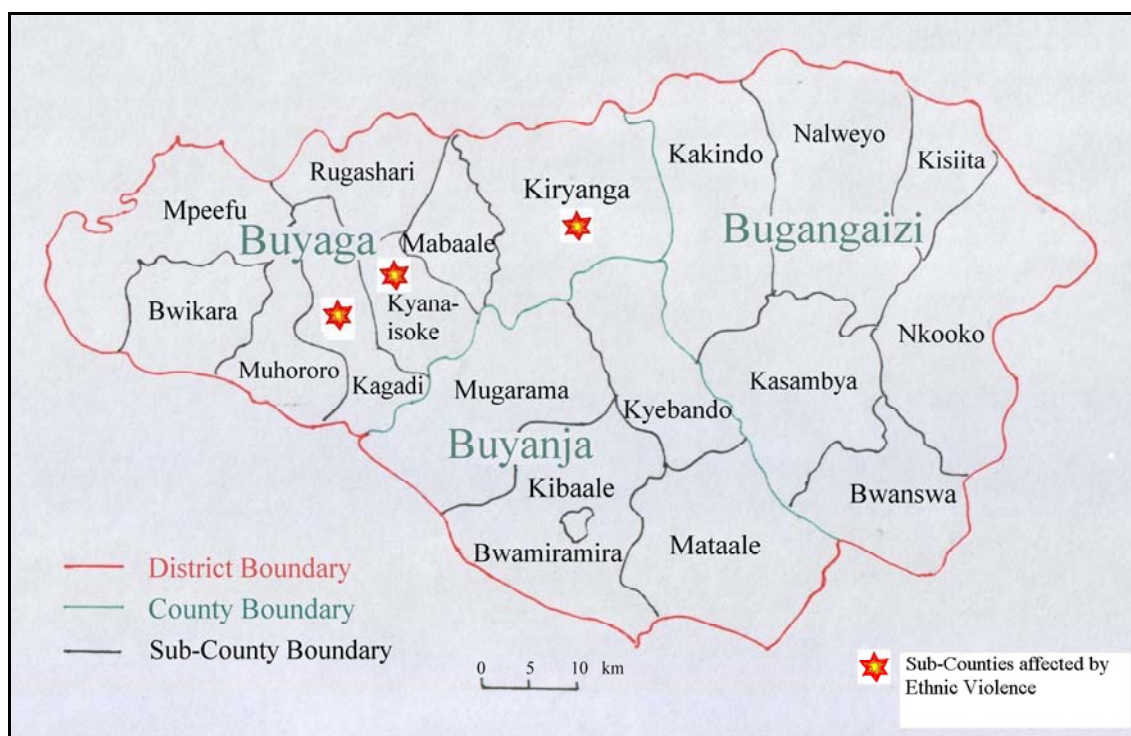 Nalweyo
Kakindo
Kisiita
Rugashari
Kiryanga
Mpeefu
Buyaga
Mabaale
Bugangaizi
Bwikara
Kyana-
isoke
Nkooko
Muhororo
Kagadi
Mugarama
Kasambya
Kyebando
Buyanja
Kibaale
Bwanswa
Bwamiramira
Mataale
District Boundary
County Boundary
Sub-County Boundary
0 5 10 km
Sub-Counties affected by
Ethnic Violence